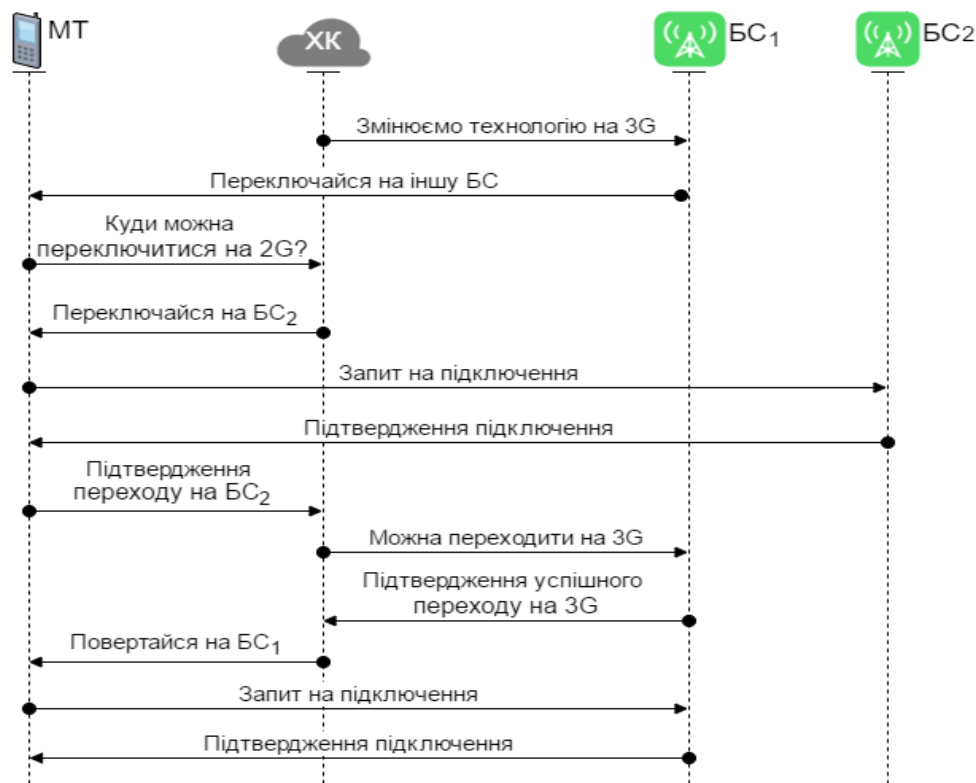 МТ
ХК
БС₁
БС2
Змінюємо технологію на 3G
Переключайся на іншу БС
Куди можна
переключитися на 2G?
Переключайся на БС₂
Запит на підключення
Підтвердження підключення
Підтвердження
переходу на БС₂
Можна переходити на 3G
Підтвердження успішного
переходу на 3G
Повертайся на БС₁
Запит на підключення
Підтвердження підключення